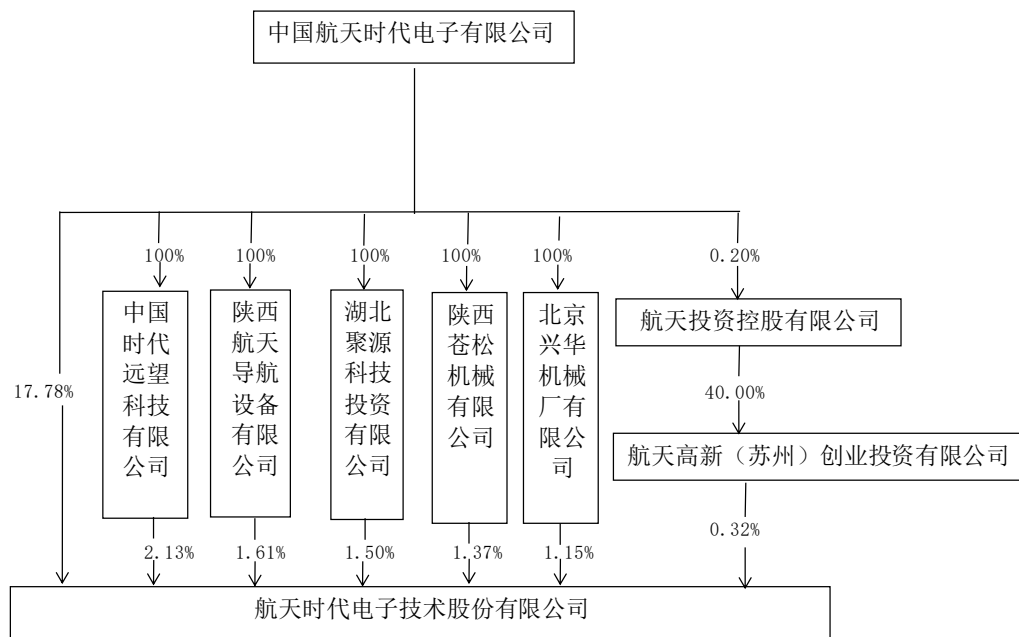 中国航天时代电子有限公司
100%
100%
100%
100%
100%
0.20%
中国
时代
远望
科技
有限
公司
陕西
航天
导航
设备
有限
公司
湖北
聚源
科技
投资
有限
公司
陕西
苍松
机械
有限
公司
北京
兴华
机械
厂有
限公
司
航天投资控股有限公司
17.78%
40.00%
航天高新（苏州）创业投资有限公司
2.13%
1.61%
1.50%
1.37%
1.15%
0.32%
航天时代电子技术股份有限公司